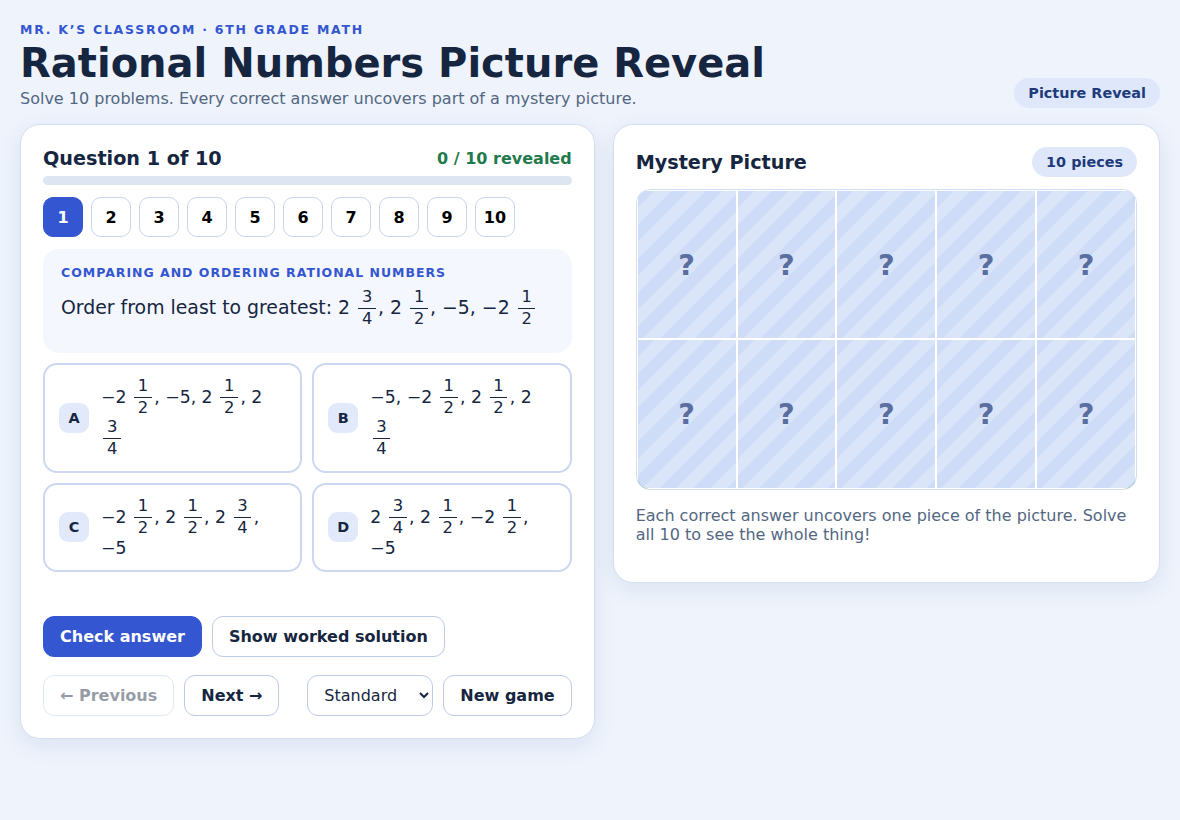 MR. K’S CLASSROOM · 6TH GRADE MATH
Rational Numbers Picture Reveal
Solve 10 problems. Every correct answer uncovers part of a mystery picture.
Picture Reveal
Question 1 of 10
0 / 10 revealed
1 2 3 4 5 6 7 8 9 10
COMPARING AND ORDERING RATIONAL NUMBERS
Order from least to greatest: 2 3/4, 2 1/2, −5, −2 1/2
A
−2 1/2, −5, 2 1/2, 2
3/4
B
−5, −2 1/2, 2 1/2, 2
3/4
C
−2 1/2, 2 1/2, 2 3/4,
−5
D
2 3/4, 2 1/2, −2 1/2,
−5
Check answer
Show worked solution
← Previous
Next →
Standard
New game
Mystery Picture
10 pieces
? ? ? ? ?
? ? ? ? ?
Each correct answer uncovers one piece of the picture. Solve
all 10 to see the whole thing!